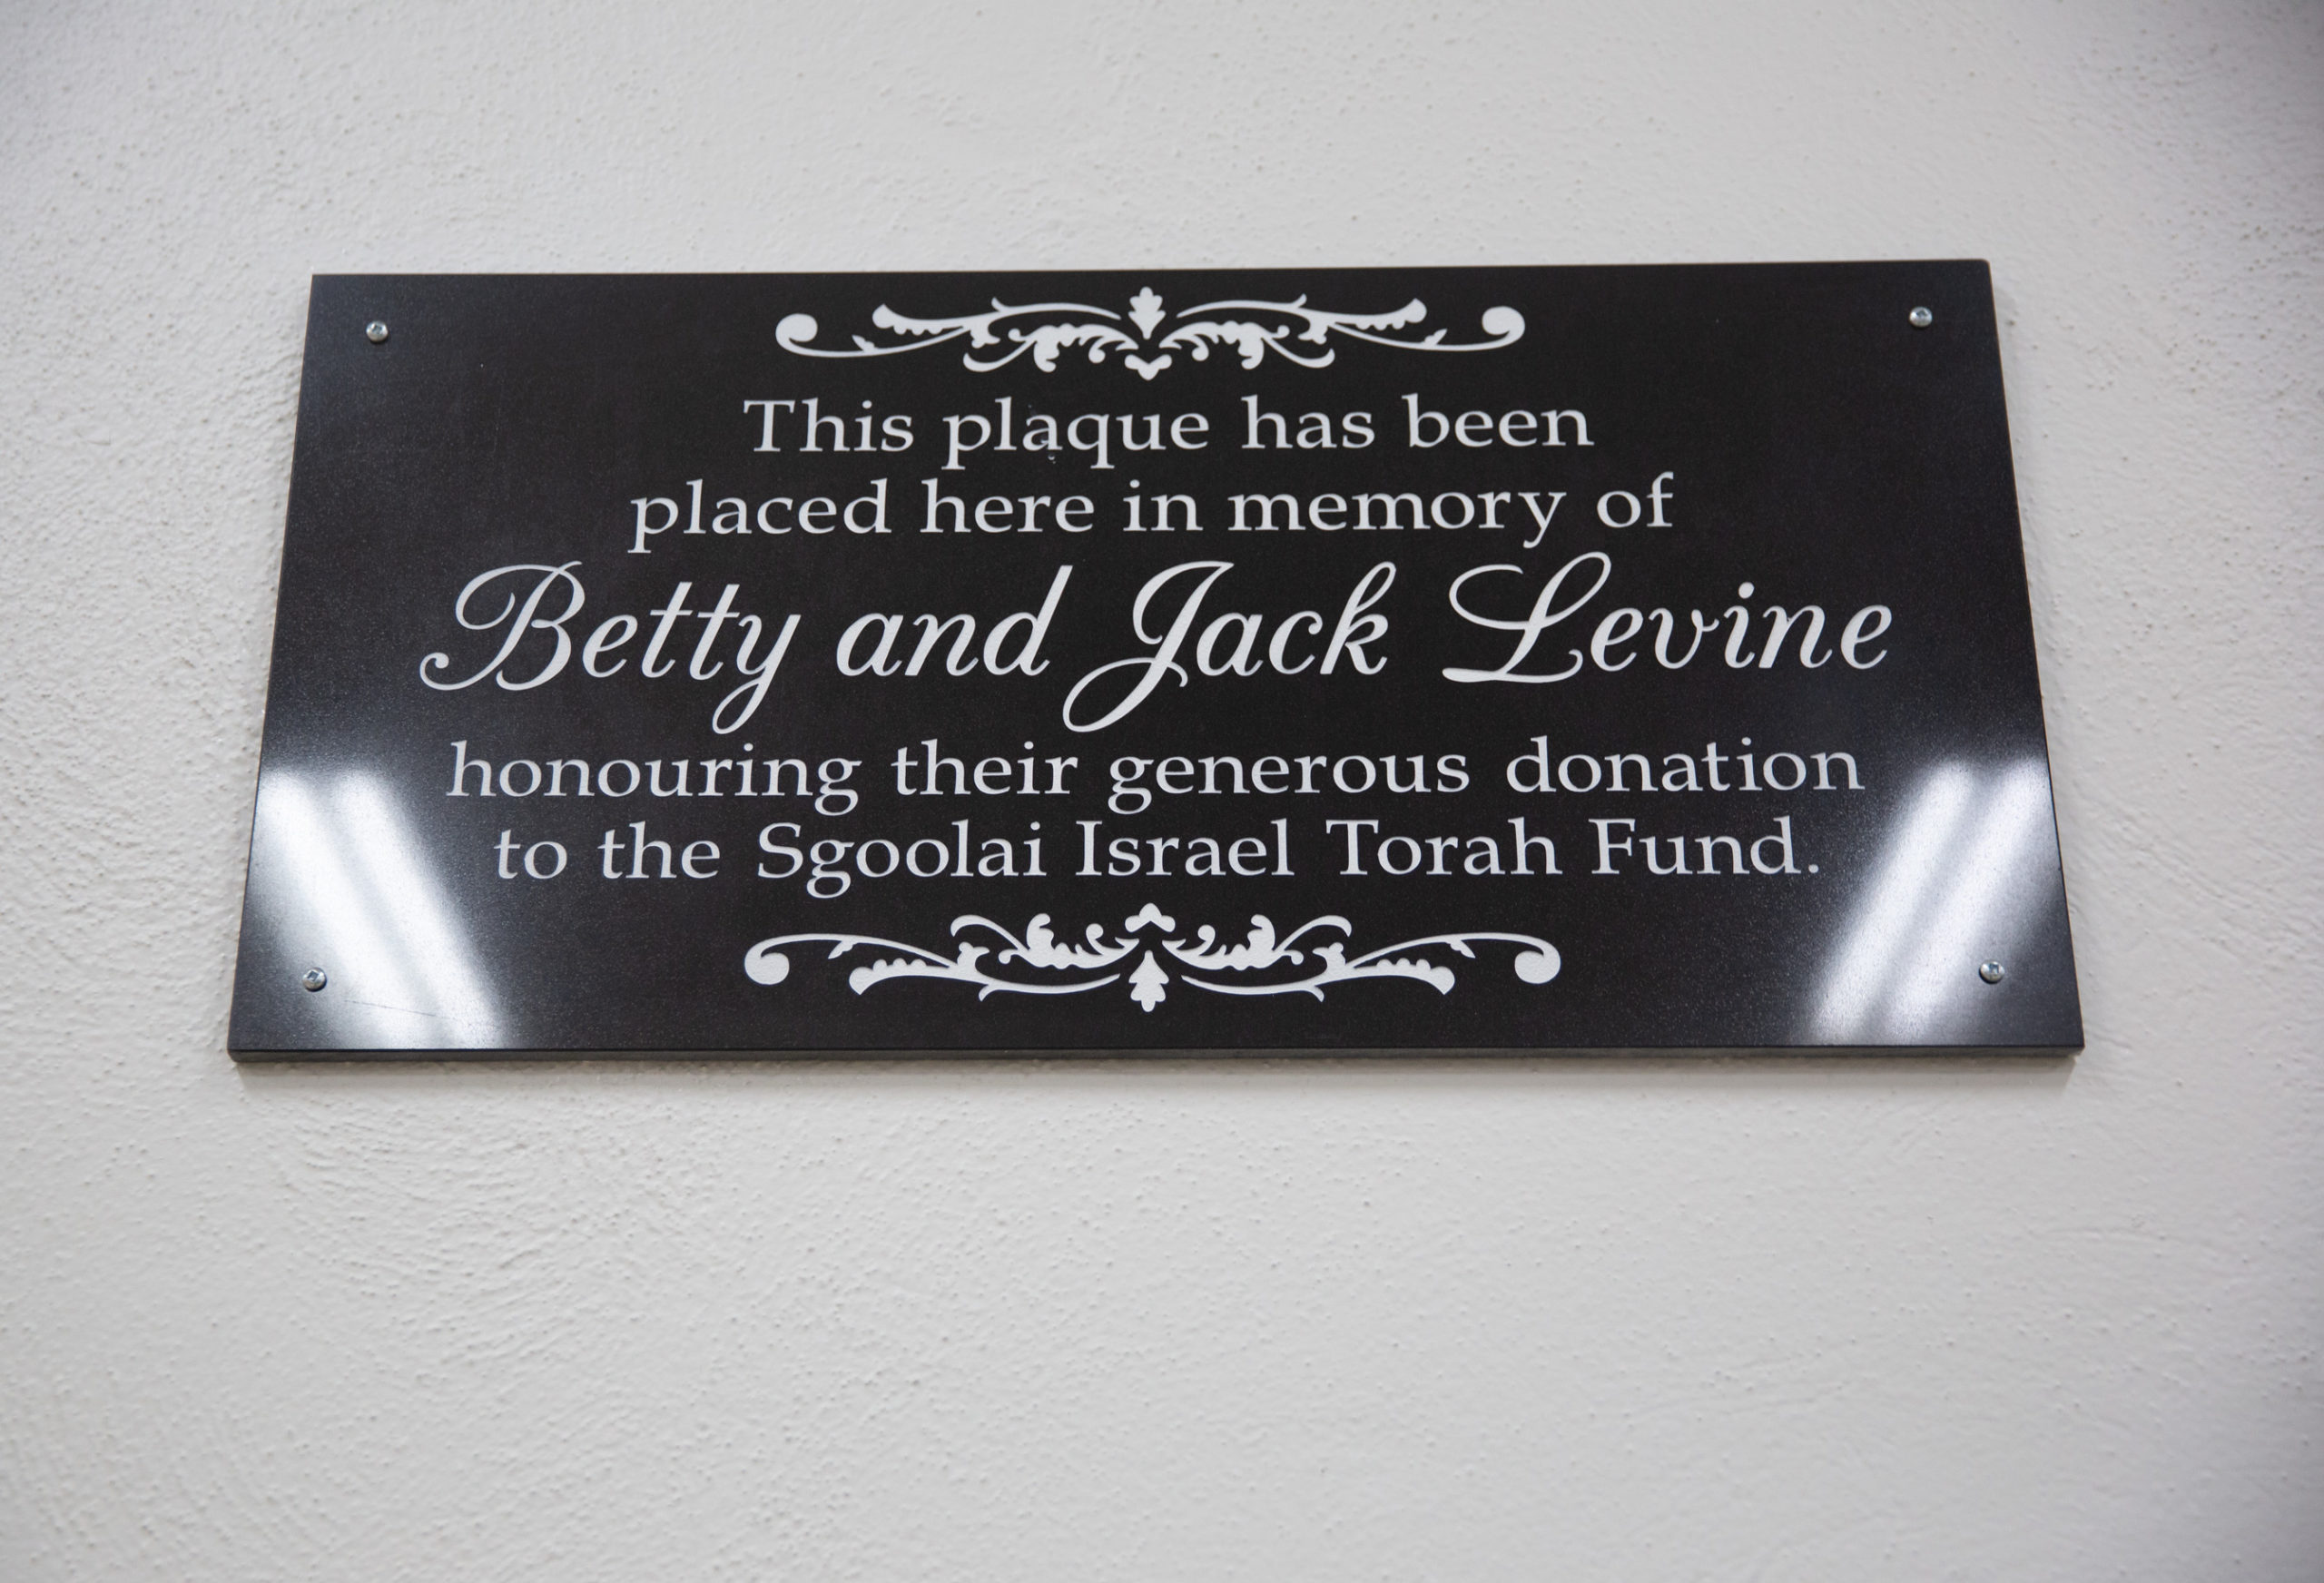 This plaque has been
placed here in memory of
Betty and Jack Levine
honouring their generous donation
to the Sgoolai Israel Torah Fund.